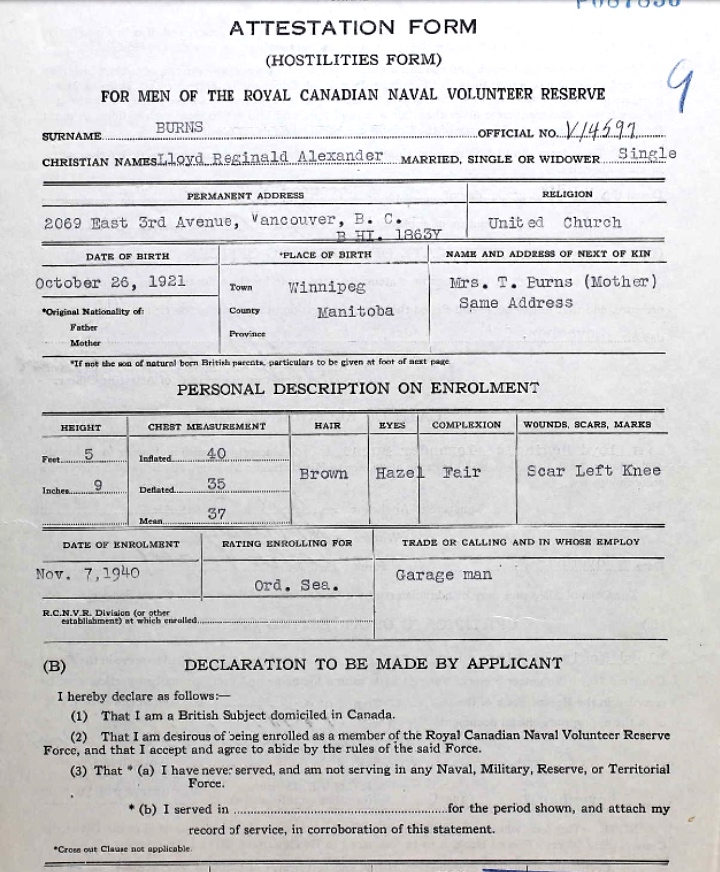 ATTESTATION FORM
(HOSTILITIES FORM)
9
FOR MEN OF THE ROYAL CANADIAN NAVAL VOLUNTEER RESERVE
SURNAME BURNS OFFICIAL NO. V14597
CHRISTIAN NAMES Lloyd Reginald Alexander MARRIED, SINGLE OR WIDOWER Single
PERMANENT ADDRESS RELIGION
2069 East 3rd Avenue, Vancouver, B. C. United Church
B HI. 1863Y
DATE OF BIRTH *PLACE OF BIRTH NAME AND ADDRESS OF NEXT OF KIN
October 26, 1921 Town Winnipeg Mrs. T. Burns (Mother)
*Original Nationality of: County Manitoba Same Address
Father
Mother Province
*If not the son of natural born British parents, particulars to be given at foot of next page.
PERSONAL DESCRIPTION ON ENROLMENT
HEIGHT CHEST MEASUREMENT HAIR EYES COMPLEXION WOUNDS, SCARS, MARKS
Feet 5 Inflated 40 Brown Hazel Fair Scar Left Knee
Inches 9 Deflated 35
Mean 37
DATE OF ENROLMENT RATING ENROLLING FOR TRADE OR CALLING AND IN WHOSE EMPLOY
Nov. 7,1940 Ord. Sea. Garage man
R.C.N.V.R. Division (or other
establishment) at which enrolled
(B) DECLARATION TO BE MADE BY APPLICANT
I hereby declare as follows:—
(1) That I am a British Subject domiciled in Canada.
(2) That I am desirous of being enrolled as a member of the Royal Canadian Naval Volunteer Reserve
Force, and that I accept and agree to abide by the rules of the said Force.
(3) That * (a) I have never served, and am not serving in any Naval, Military, Reserve, or Territorial
Force.
* (b) I served in for the period shown, and attach my
record of service, in corroboration of this statement.
*Cross out Clause not applicable.